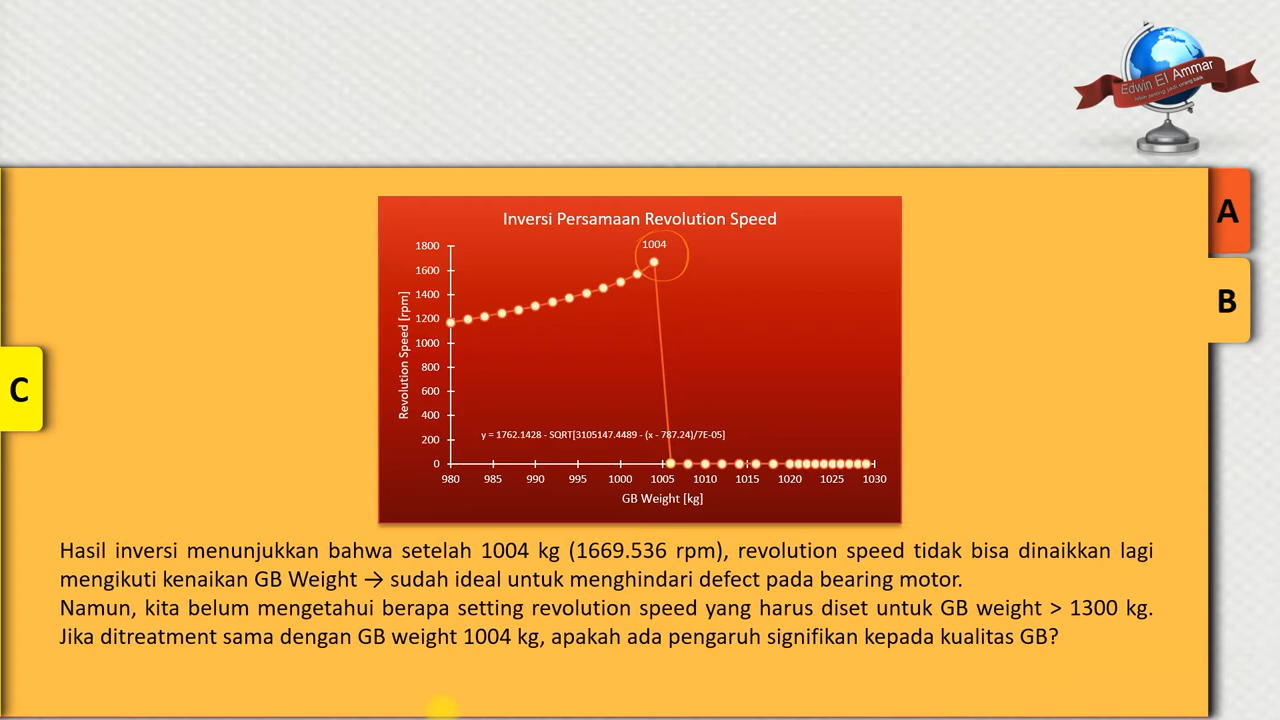 Edwin El Ammar
A
B
C
Inversi Persamaan Revolution Speed
1004
1800
1600
1400
1200
1000
800
600
400
200
0
Revolution Speed [rpm]
y = 1762.1428 - SQRT[3105147.4489 - (x - 787.24)/7E-05]
980 985 990 995 1000 1005 1010 1015 1020 1025 1030
GB Weight [kg]
Hasil inversi menunjukkan bahwa setelah 1004 kg (1669.536 rpm), revolution speed tidak bisa dinaikkan lagi
mengikuti kenaikan GB Weight → sudah ideal untuk menghindari defect pada bearing motor.
Namun, kita belum mengetahui berapa setting revolution speed yang harus diset untuk GB weight > 1300 kg.
Jika ditreatment sama dengan GB weight 1004 kg, apakah ada pengaruh signifikan kepada kualitas GB?